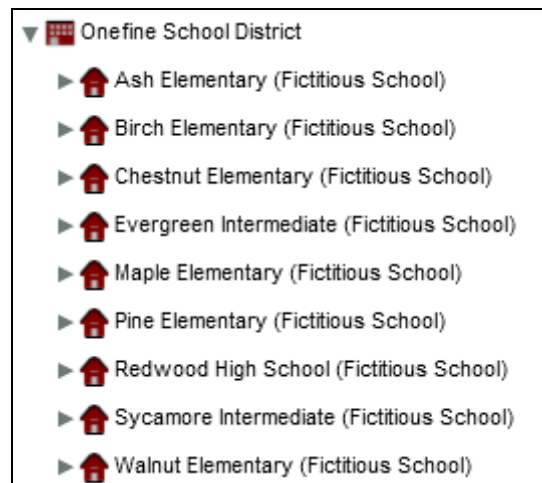 Onefine School District
Ash Elementary (Fictitious School)
Birch Elementary (Fictitious School)
Chestnut Elementary (Fictitious School)
Evergreen Intermediate (Fictitious School)
Maple Elementary (Fictitious School)
Pine Elementary (Fictitious School)
Redwood High School (Fictitious School)
Sycamore Intermediate (Fictitious School)
Walnut Elementary (Fictitious School)